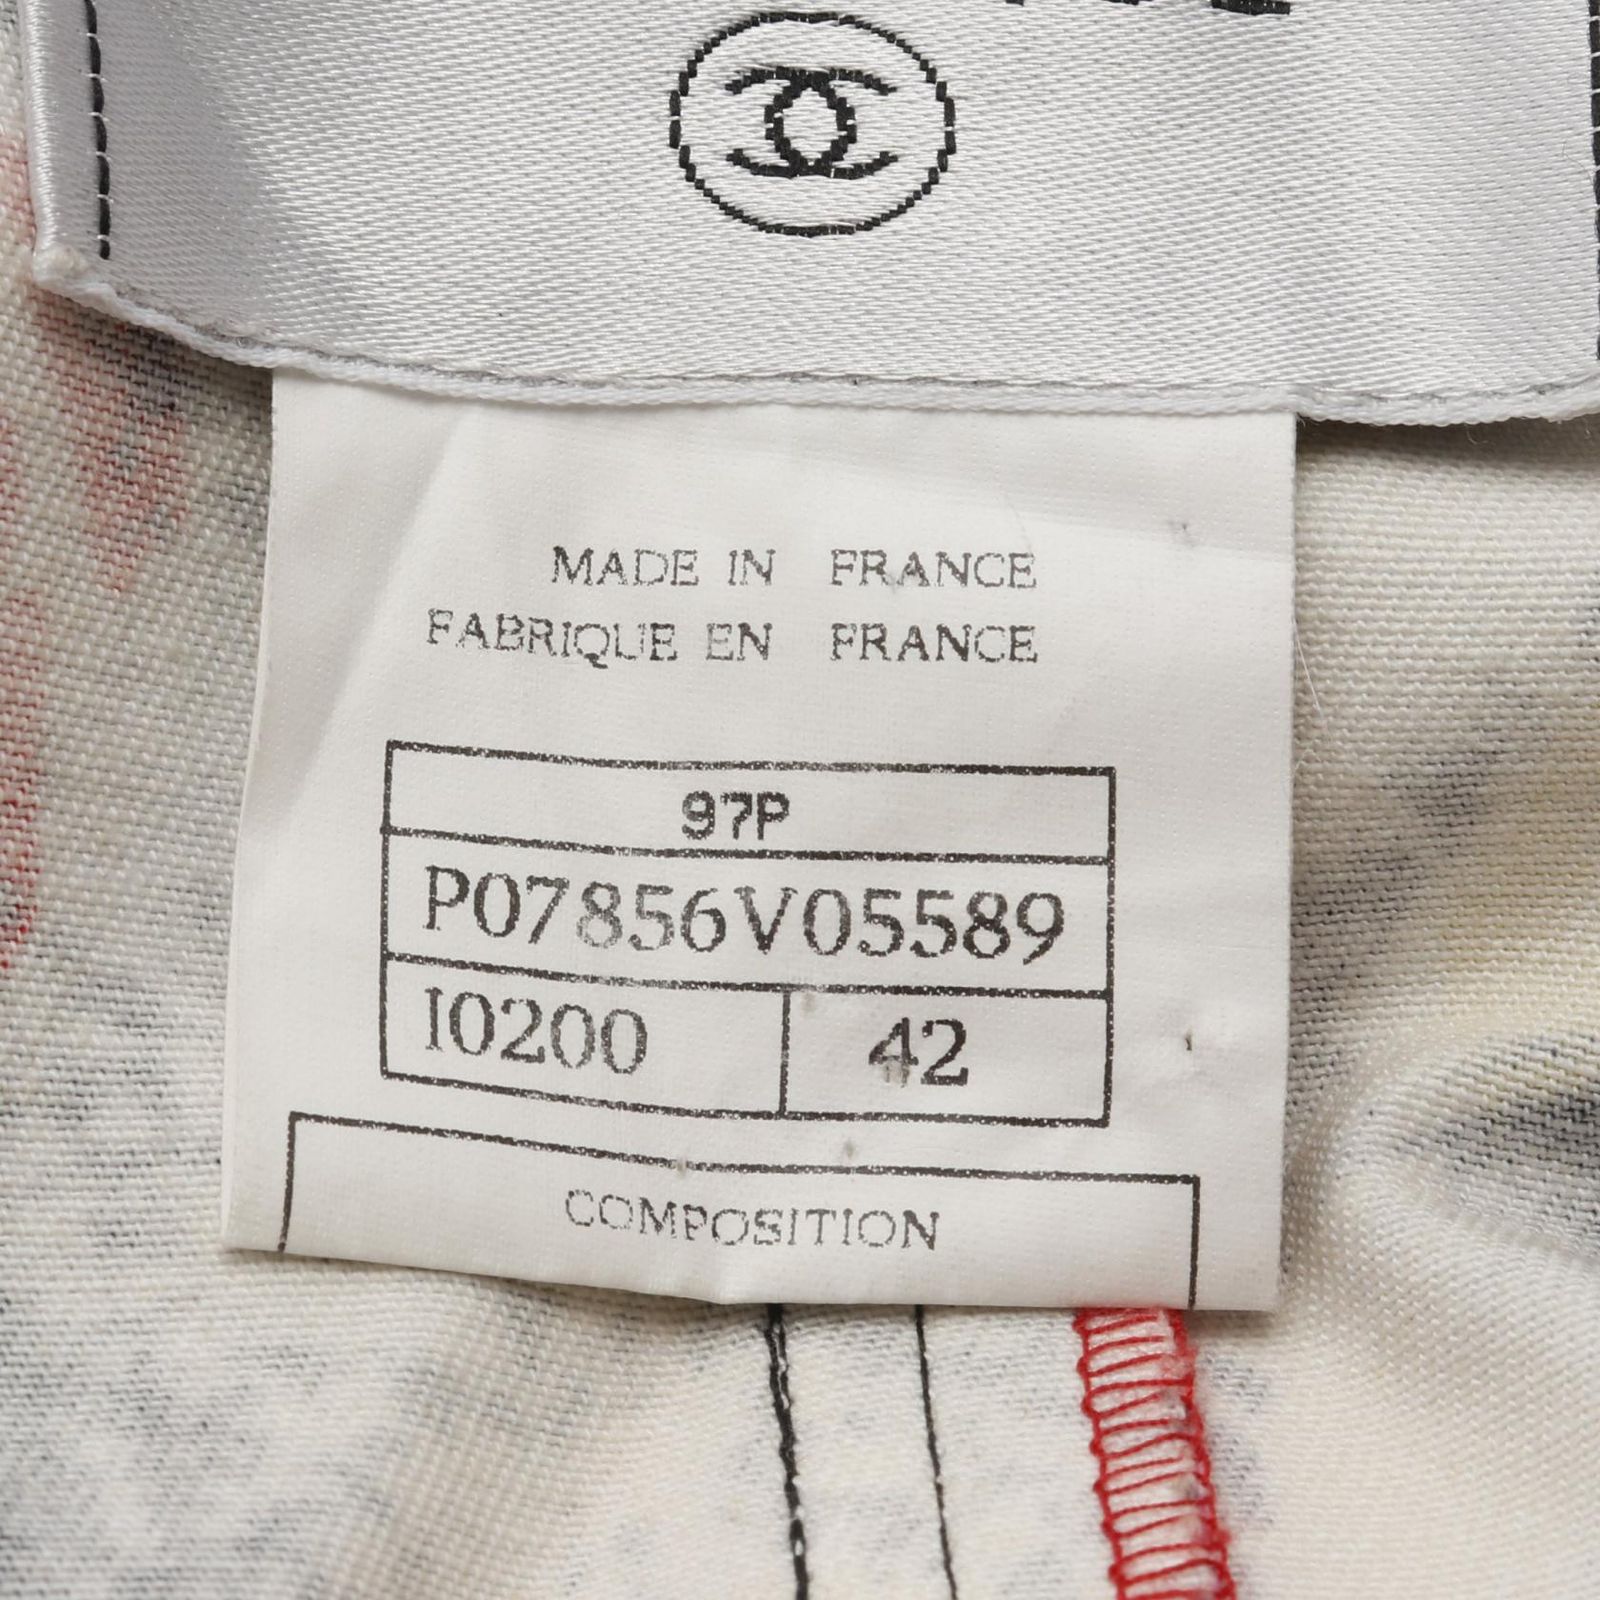 MADE IN FRANCE
FABRIQUE EN FRANCE
97P
P07856V05589
I0200 42
COMPOSITION